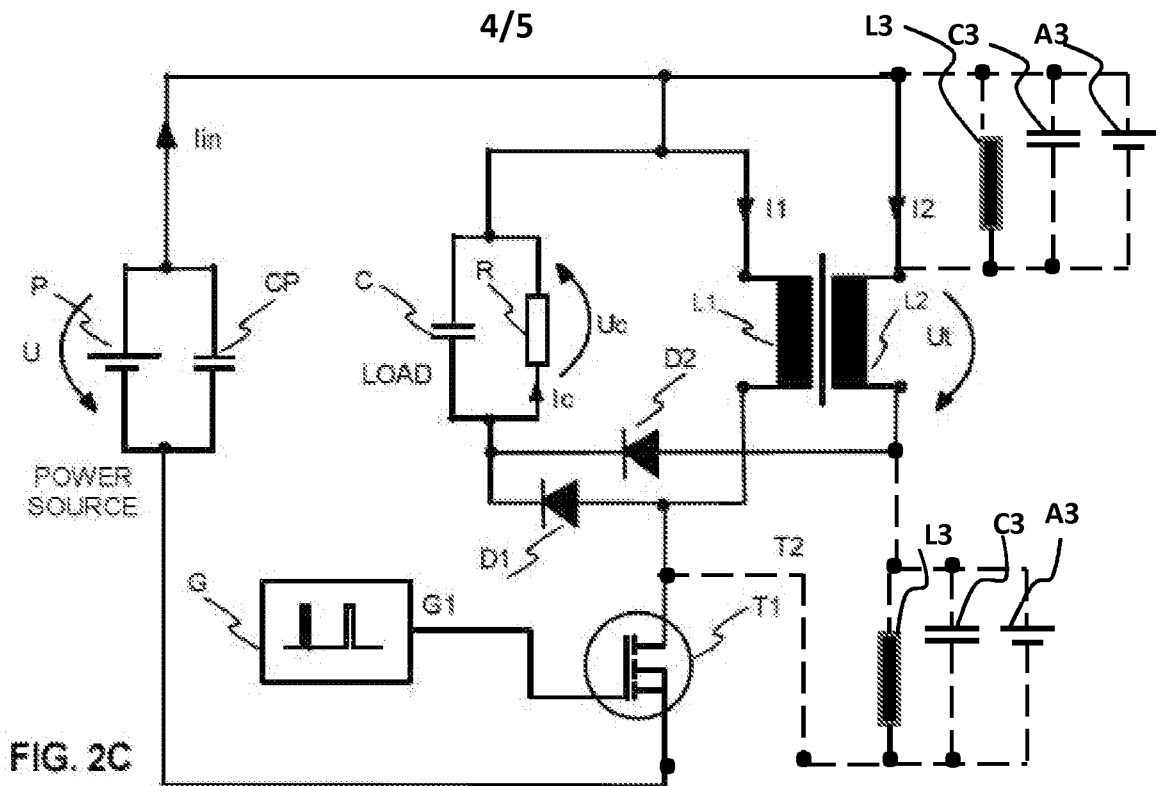 4/5
L3
C3
A3
Iin
I1
I2
P
CP
R
C
Uc
L1
L2
U
LOAD
D2
Ut
Ic
POWER
SOURCE
D1
T2
L3
C3
A3
G
G1
T1
FIG. 2C